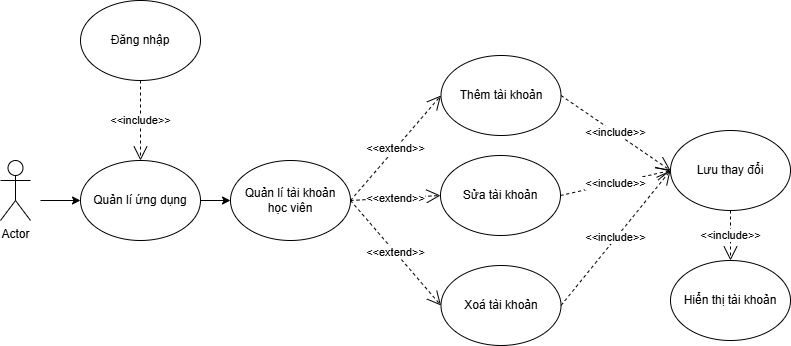 Đăng nhập
<<include>>
Actor
Quản lí ứng dụng
Quản lí tài khoản
học viên
<<extend>>
<<extend>>
<<extend>>
Thêm tài khoản
Sửa tài khoản
Xoá tài khoản
<<include>>
<<include>>
<<include>>
Lưu thay đổi
<<include>>
Hiển thị tài khoản